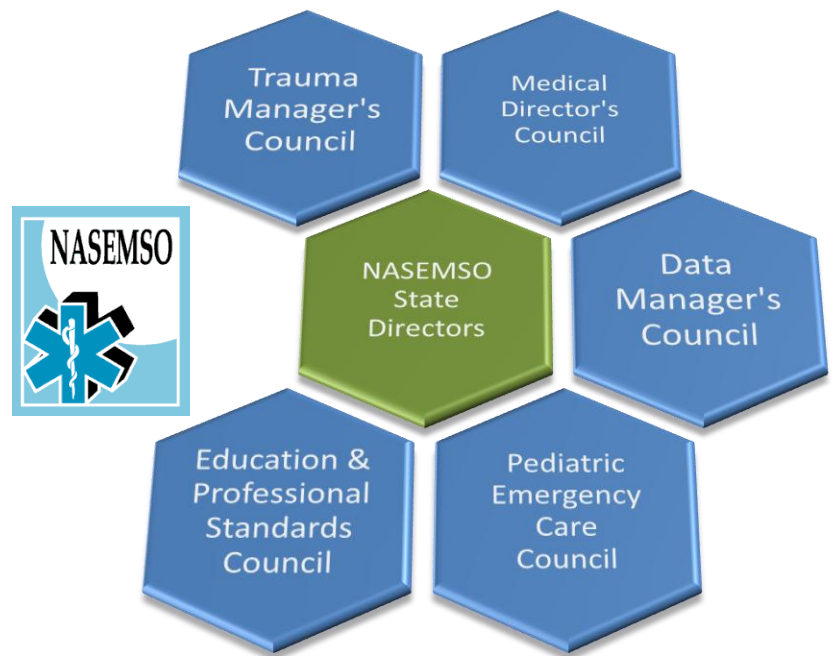 Trauma
Manager's
Council
Medical
Director's
Council
NASEMSO
NASEMSO
State
Directors
Data
Manager's
Council
Education &
Professional
Standards
Council
Pediatric
Emergency
Care
Council